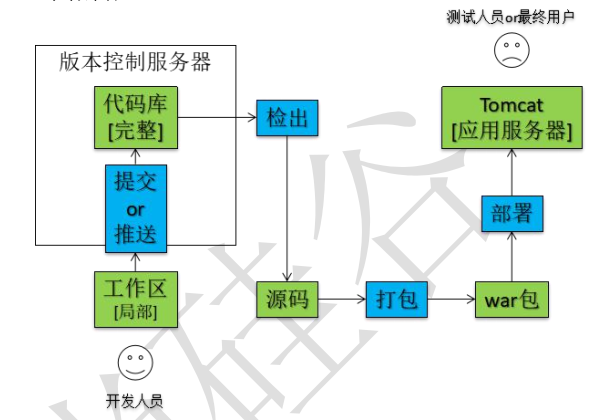 测试人员or最终用户
版本控制服务器
代码库
[完整]
检出
Tomcat
[应用服务器]
提交
or
推送
部署
工作区
[局部]
源码
打包
war包
开发人员
硅谷